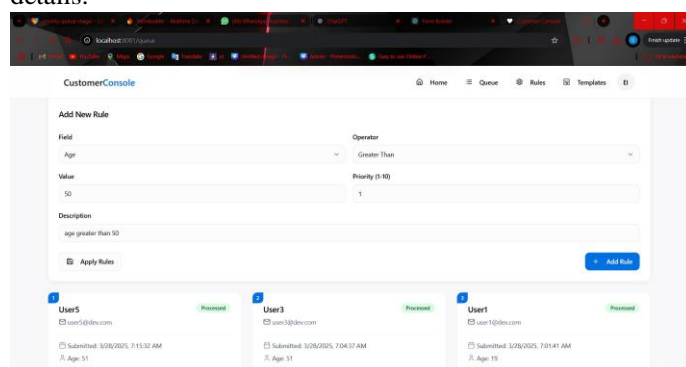 details.
localhost:8081/queue
Finish update
CustomerConsole
Home Queue Rules Templates
Add New Rule
Field Operator
Age Greater Than
Value Priority (1-10)
50 1
Description
age greater than 50
Apply Rules + Add Rule
1 2 3
User5 Processed User3 Processed User1 Processed
user5@dev.com user3@dev.com user1@dev.com
Submitted: 3/28/2025, 7:15:32 AM Submitted: 3/28/2025, 7:04:37 AM Submitted: 3/28/2025, 7:01:41 AM
Age: 51 Age: 51 Age: 19